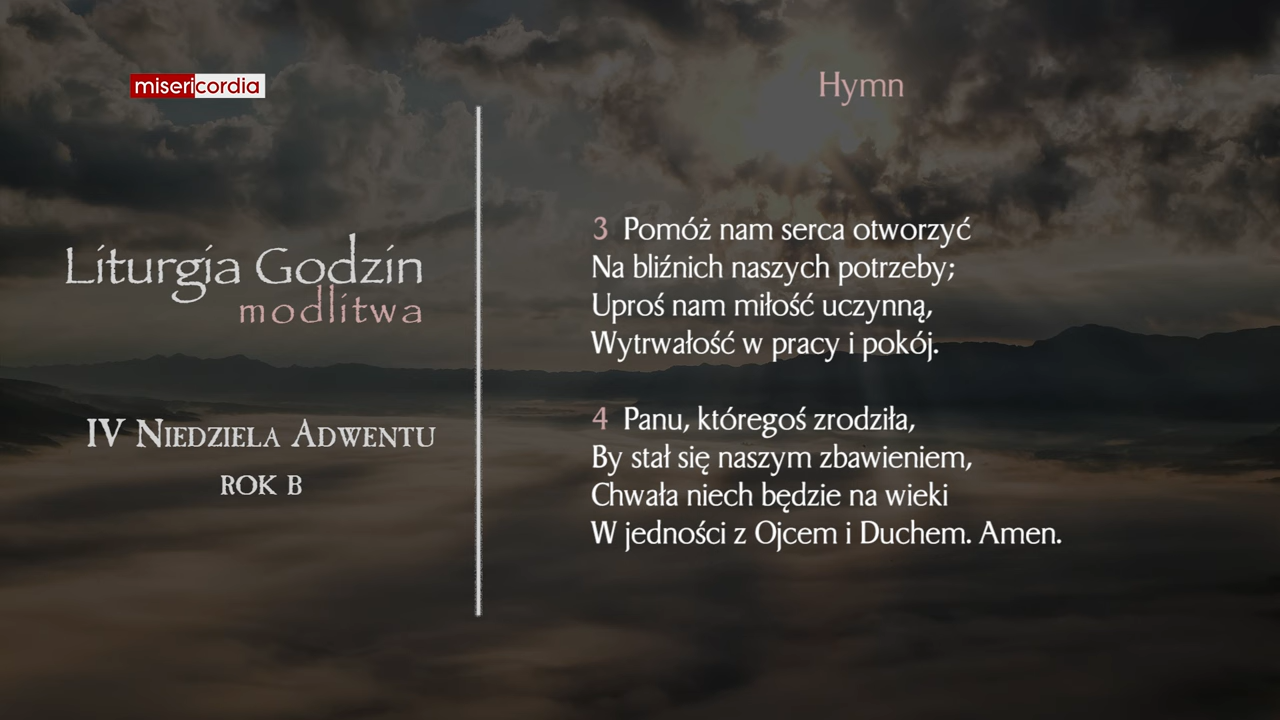 misericordia
Liturgia Godzin
modlitwa
IV Niedziela Adwentu
rok B
Hymn
3 Pomóż nam serca otworzyć
Na bliźnich naszych potrzeby;
Uproś nam miłość uczynną,
Wytrwałość w pracy i pokój.
4 Panu, któregoś zrodziła,
By stał się naszym zbawieniem,
Chwała niech będzie na wieki
W jedności z Ojcem i Duchem. Amen.